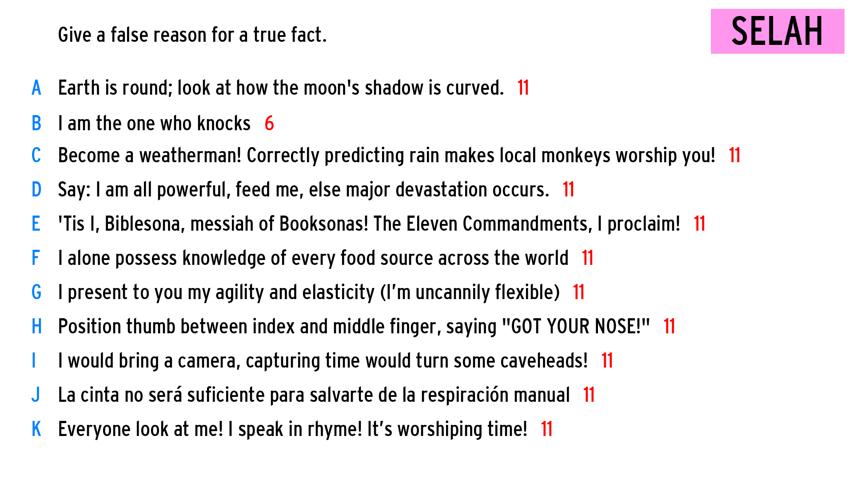 Give a false reason for a true fact.
SELAH
A Earth is round; look at how the moon's shadow is curved. 11
B I am the one who knocks 6
C Become a weatherman! Correctly predicting rain makes local monkeys worship you! 11
D Say: I am all powerful, feed me, else major devastation occurs. 11
E 'Tis I, Biblesona, messiah of Booksonas! The Eleven Commandments, I proclaim! 11
F I alone possess knowledge of every food source across the world 11
G I present to you my agility and elasticity (I’m uncannily flexible) 11
H Position thumb between index and middle finger, saying "GOT YOUR NOSE!" 11
I I would bring a camera, capturing time would turn some caveheads! 11
J La cinta no será suficiente para salvarte de la respiración manual 11
K Everyone look at me! I speak in rhyme! It’s worshiping time! 11